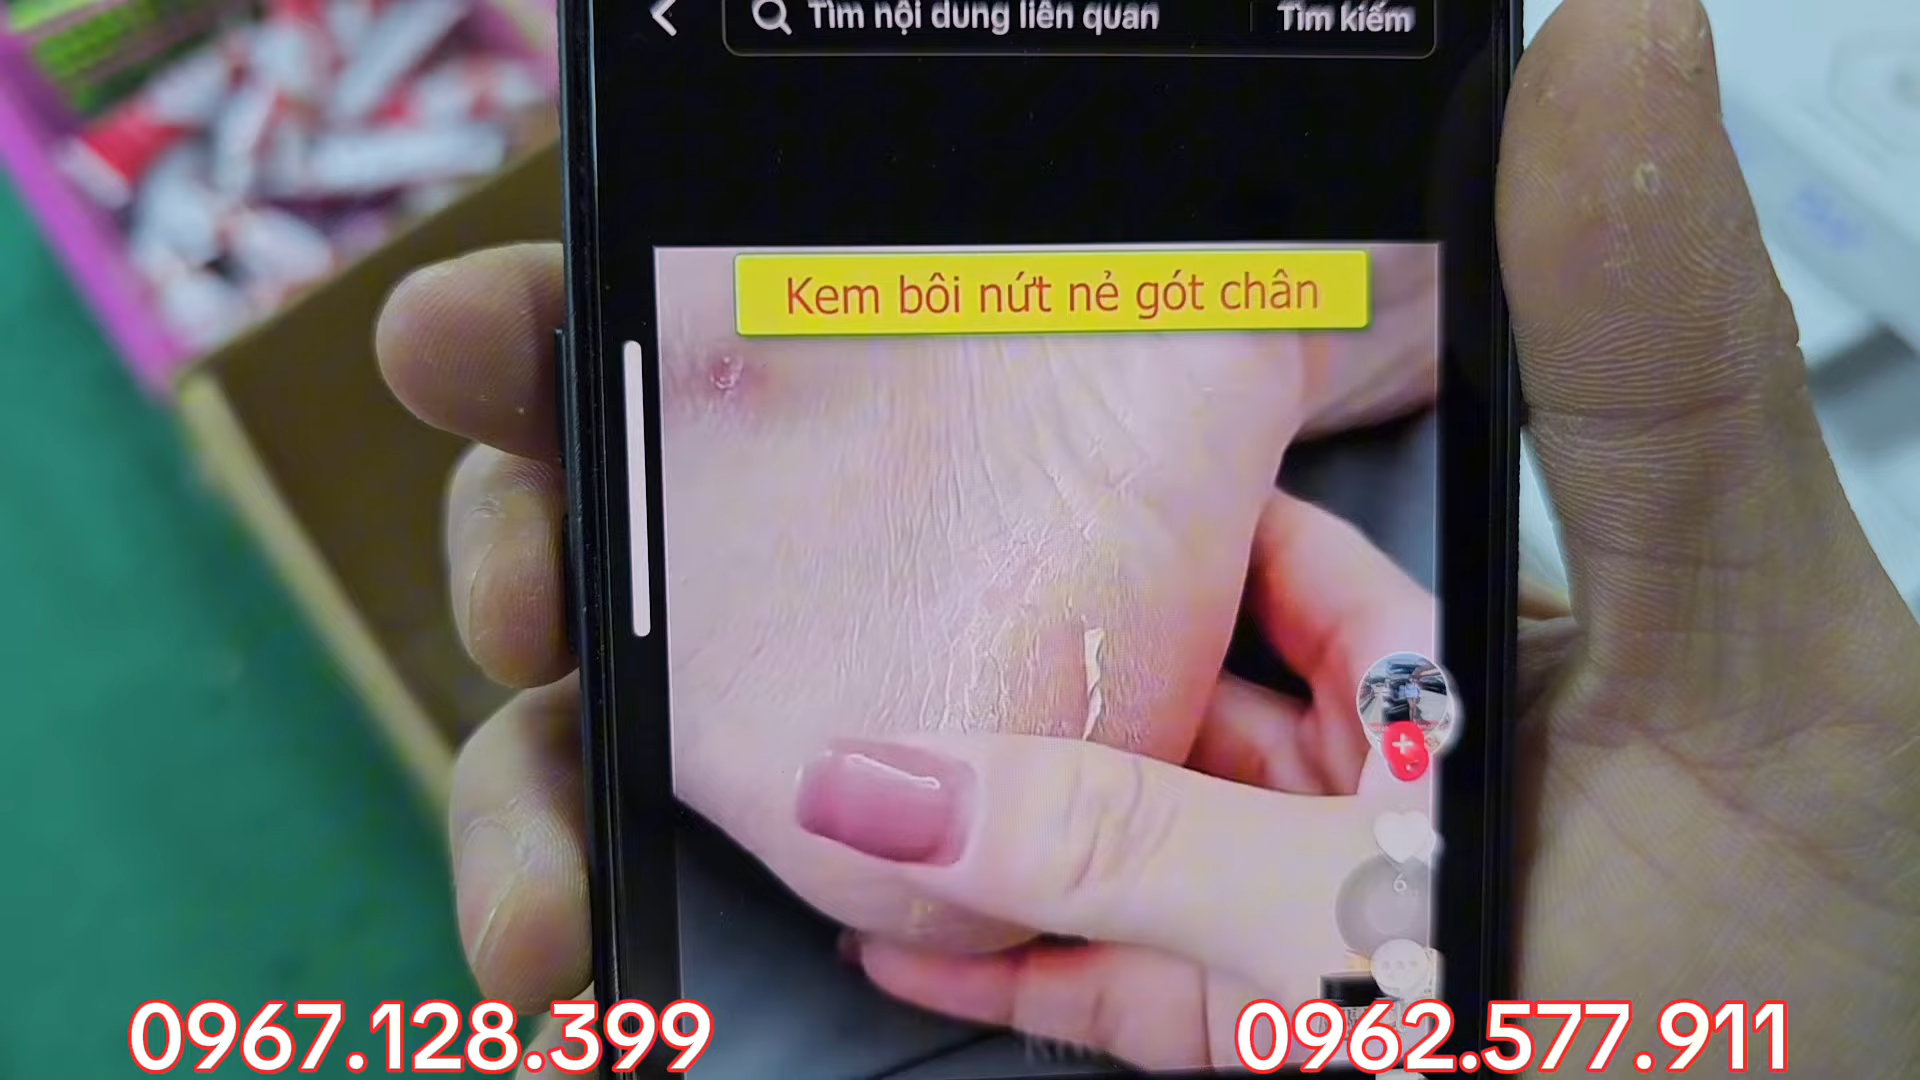 Tìm nội dung liên quan
Tìm kiếm
Kem bôi nứt nẻ gót chân
6
0967.128.399
0962.577.911